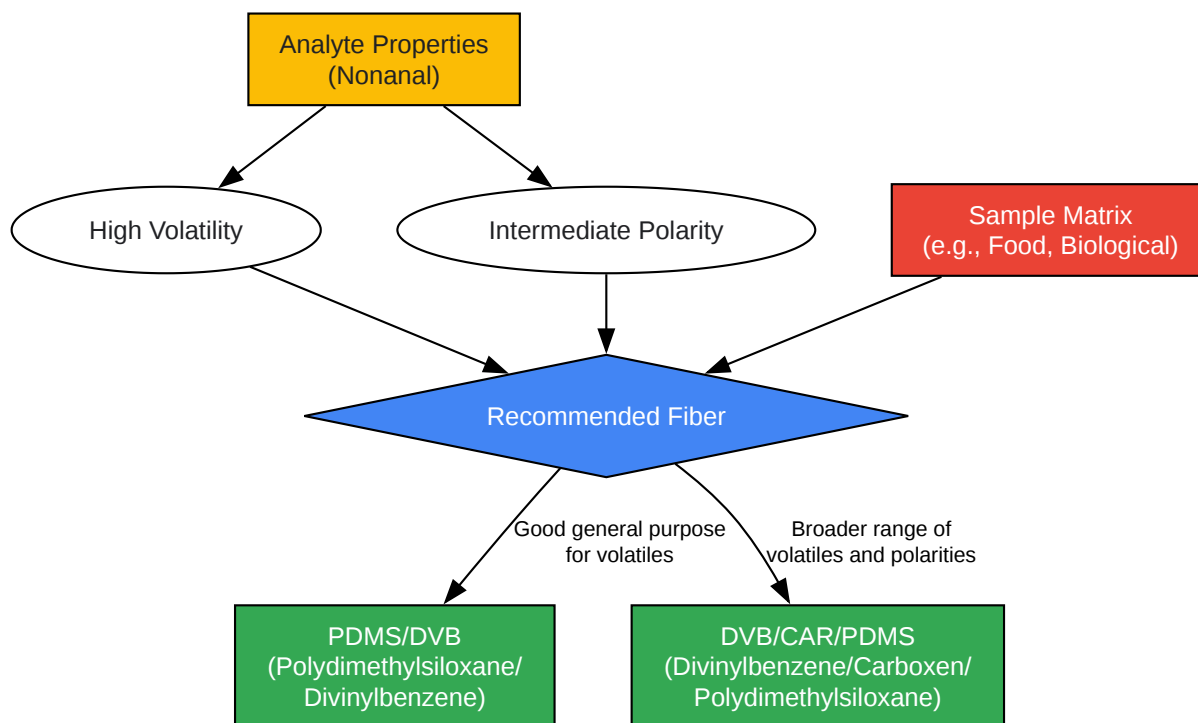 Analyte Properties
(Nonanal)
High Volatility
Intermediate Polarity
Sample Matrix
(e.g., Food, Biological)
Recommended Fiber
Good general purpose
for volatiles
Broader range of
volatiles and polarities
PDMS/DVB
(Polydimethylsiloxane/
Divinylbenzene)
DVB/CAR/PDMS
(Divinylbenzene/Carboxen/
Polydimethylsiloxane)